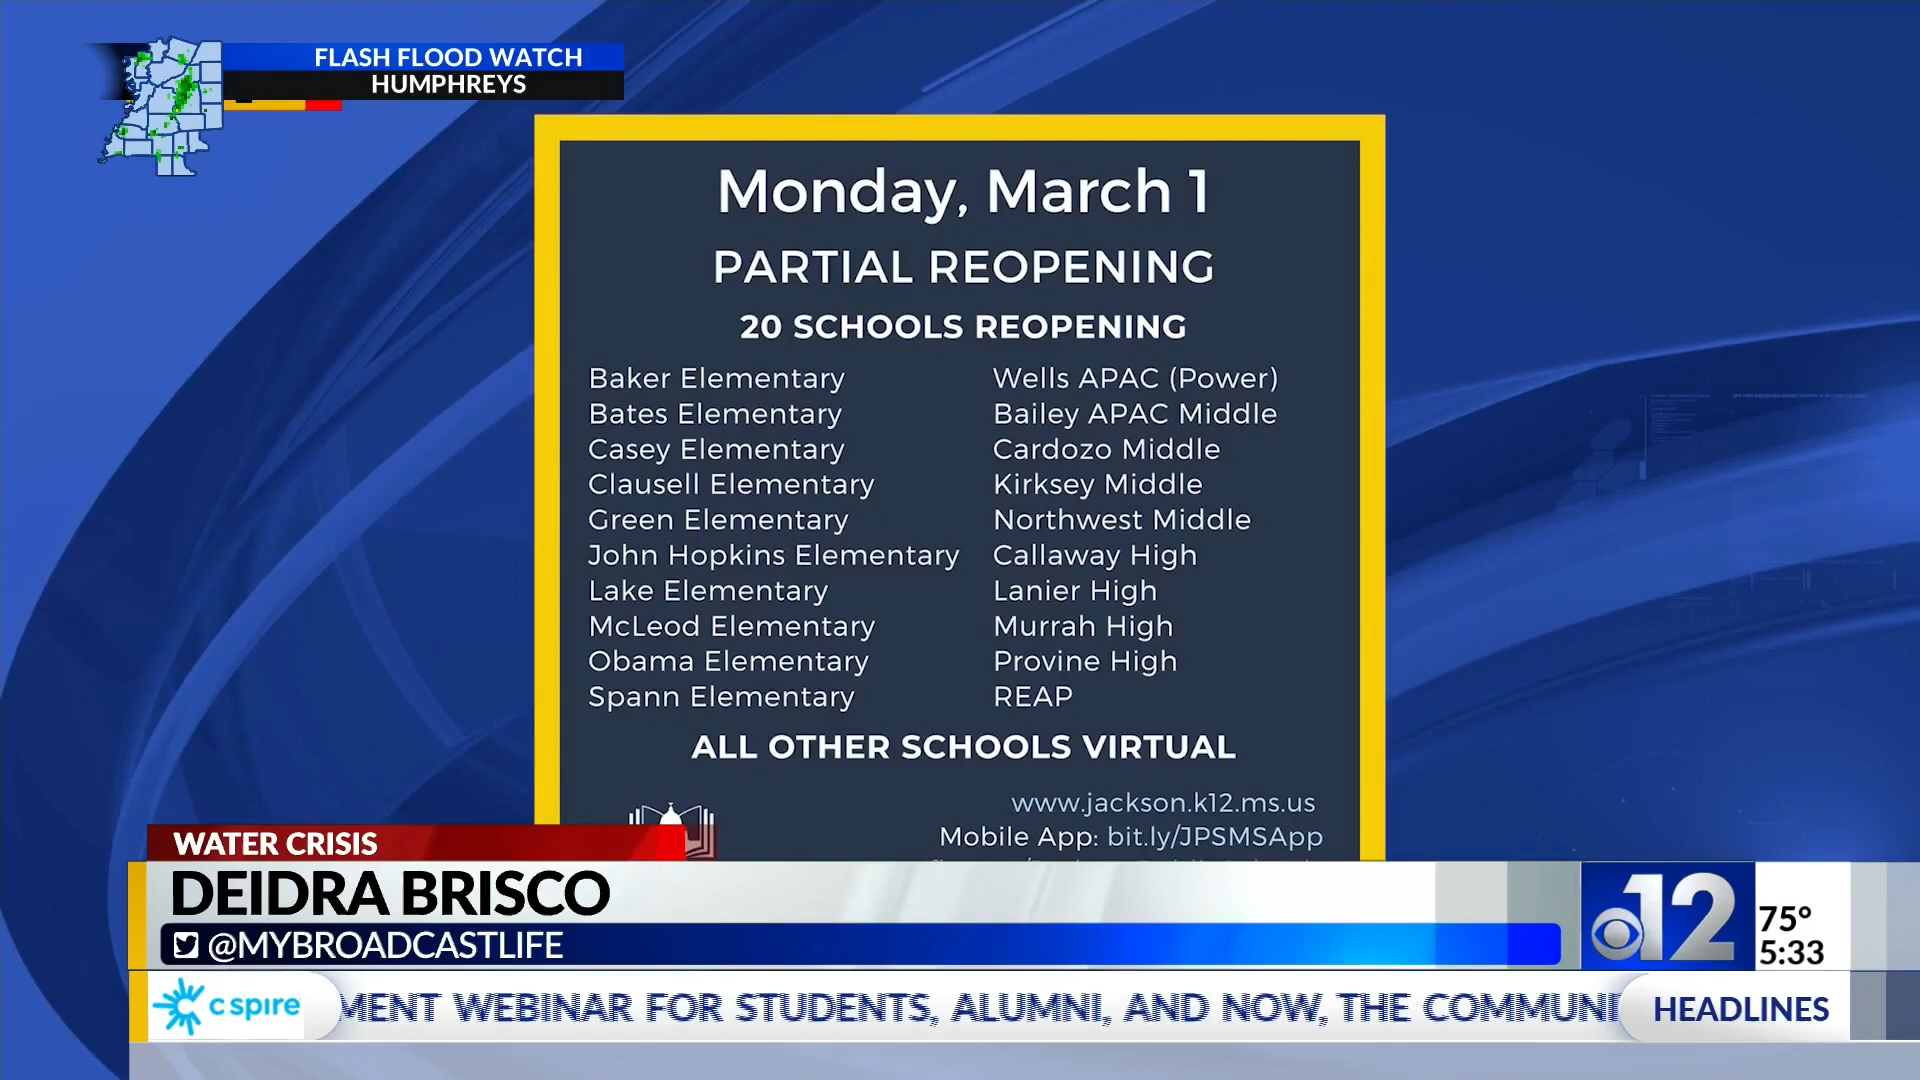 FLASH FLOOD WATCH
HUMPHREYS
Monday, March 1
PARTIAL REOPENING
20 SCHOOLS REOPENING
Baker Elementary
Bates Elementary
Casey Elementary
Clausell Elementary
Green Elementary
John Hopkins Elementary
Lake Elementary
McLeod Elementary
Obama Elementary
Spann Elementary
Wells APAC (Power)
Bailey APAC Middle
Cardozo Middle
Kirksey Middle
Northwest Middle
Callaway High
Lanier High
Murrah High
Provine High
REAP
ALL OTHER SCHOOLS VIRTUAL
www.jackson.k12.ms.us
Mobile App: bit.ly/JPSMSApp
WATER CRISIS
DEIDRA BRISCO
@MYBROADCASTLIFE
12
75°
5:33
c spire
MENT WEBINAR FOR STUDENTS, ALUMNI, AND NOW, THE COMMUNI
HEADLINES